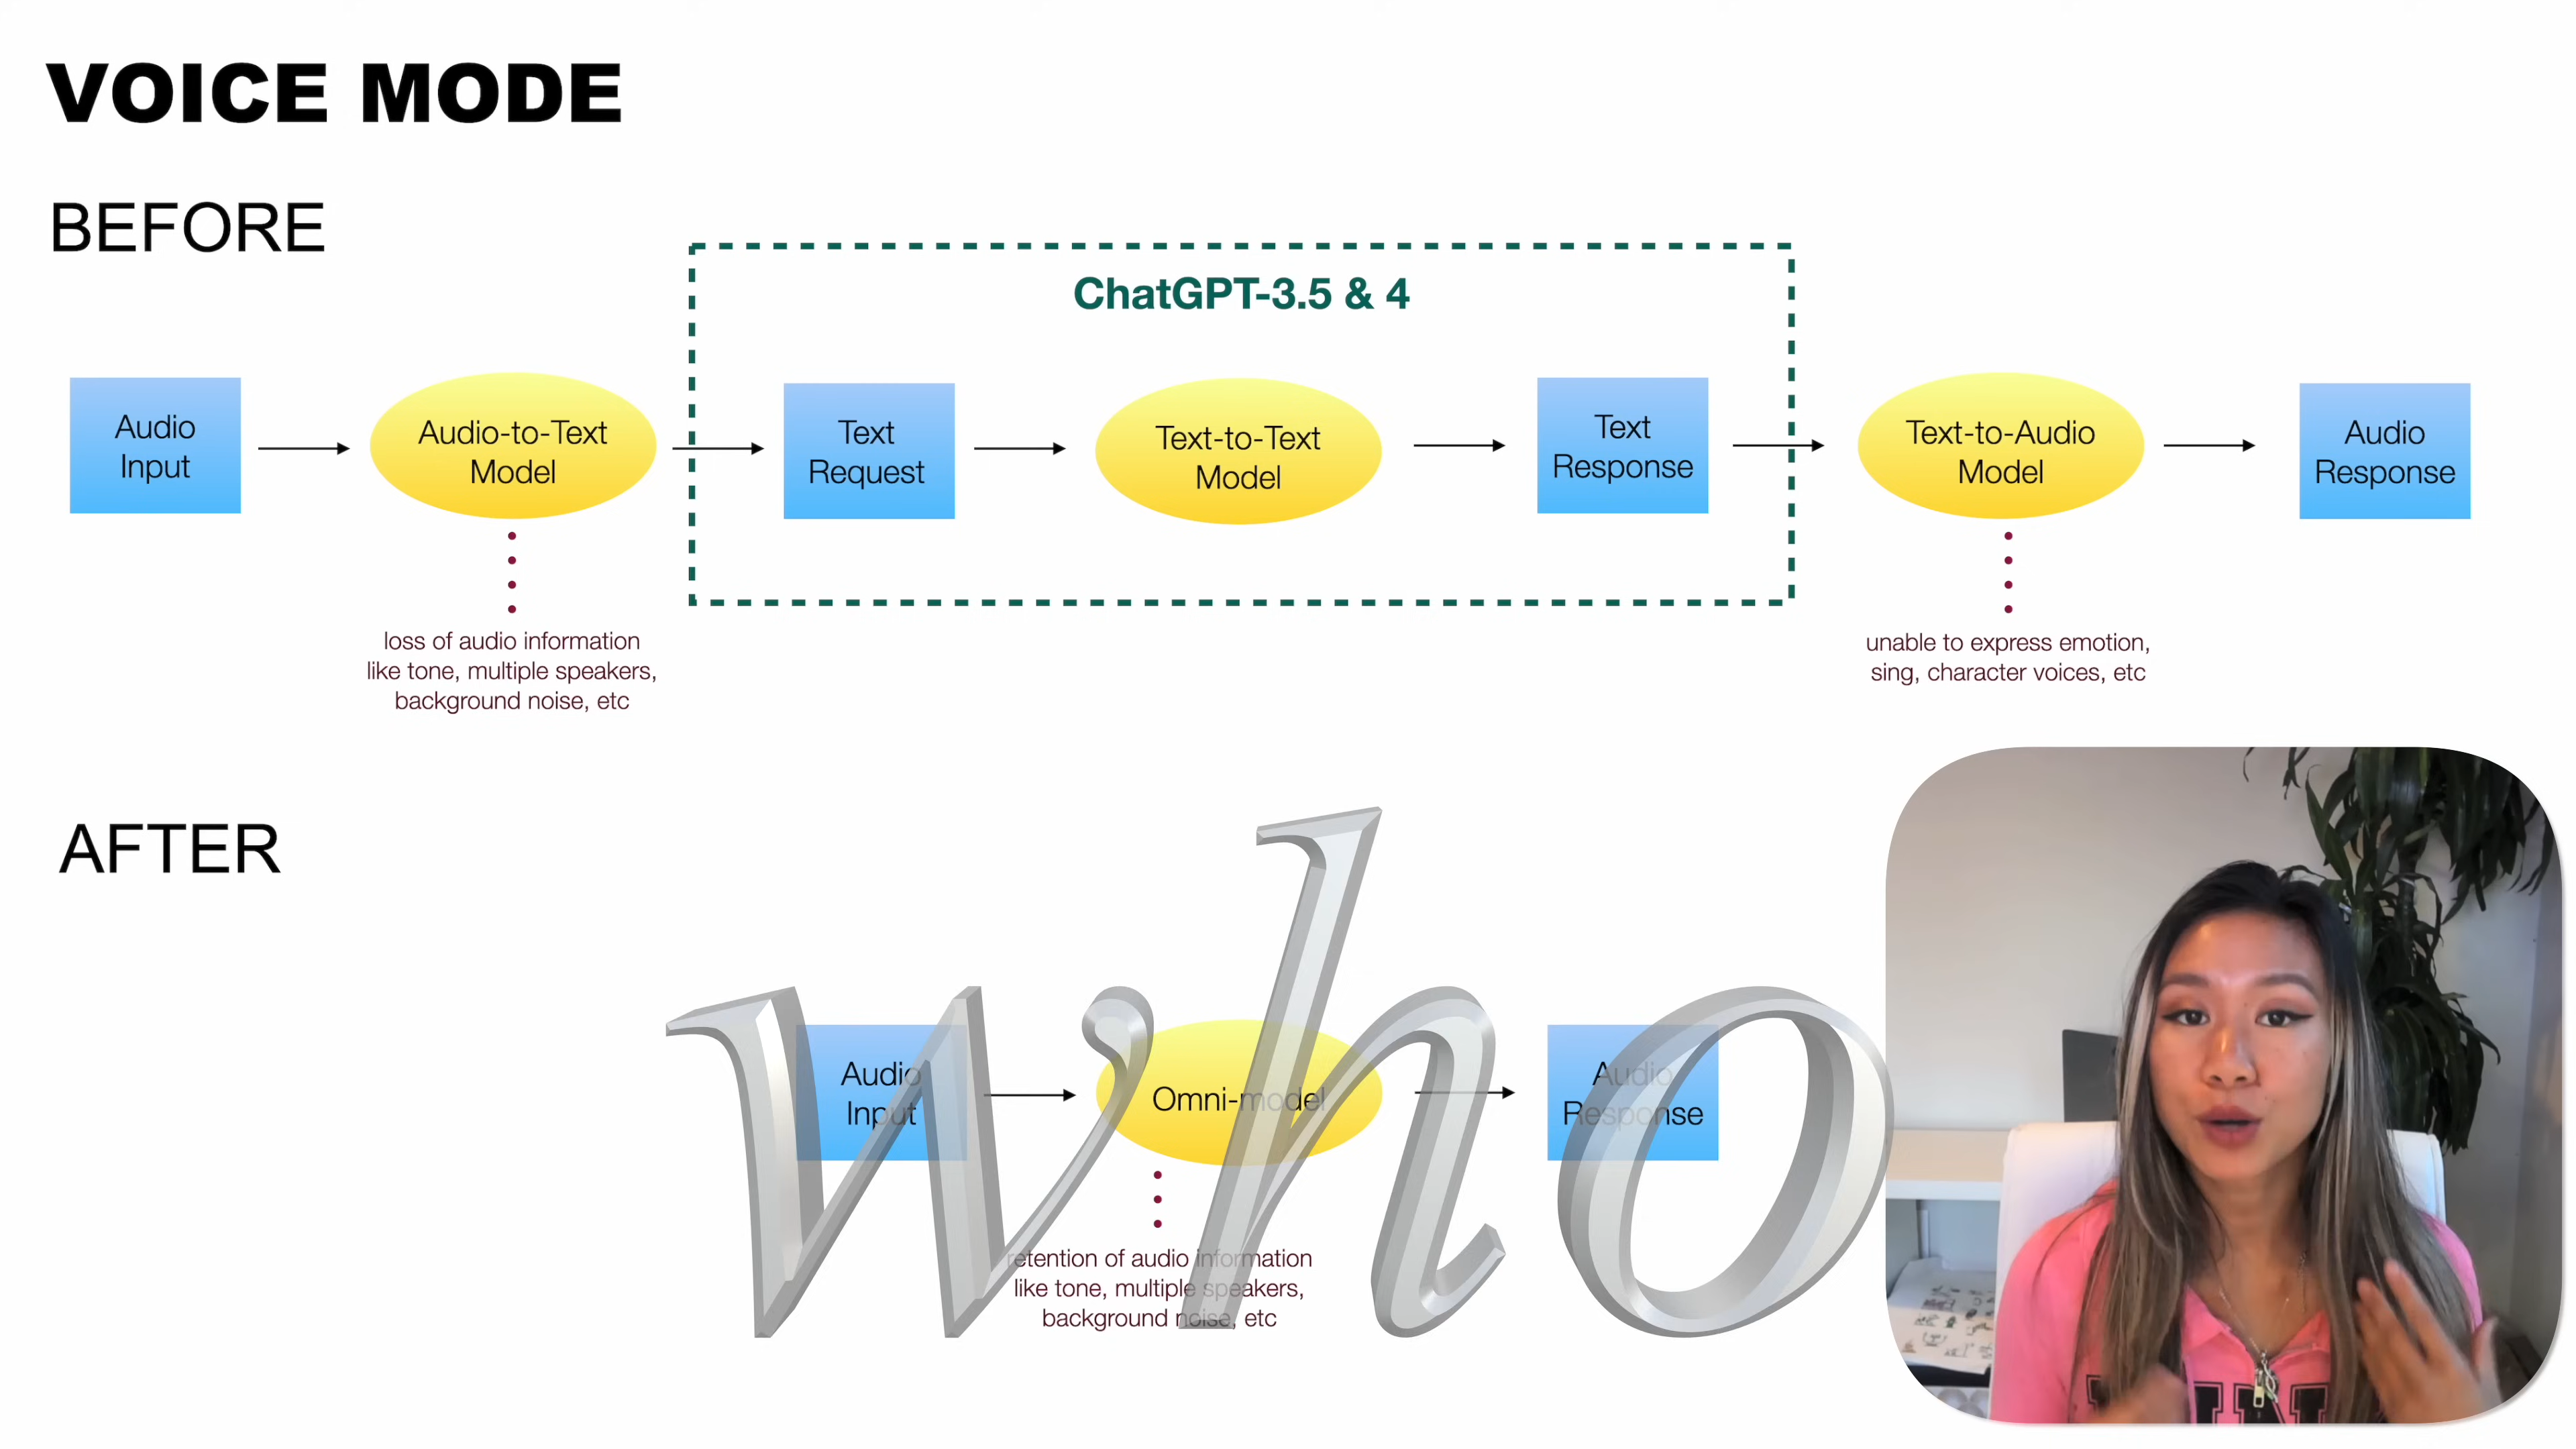 VOICE MODE
BEFORE
ChatGPT-3.5 & 4
Audio
Input
Audio-to-Text
Model
Text
Request
Text-to-Text
Model
Text
Response
Text-to-Audio
Model
Audio
Response
loss of audio information
like tone, multiple speakers,
background noise, etc
unable to express emotion,
sing, character voices, etc
AFTER
who
Audio
Input
Omni-model
Audio
Response
retention of audio information
like tone, multiple speakers,
background noise, etc